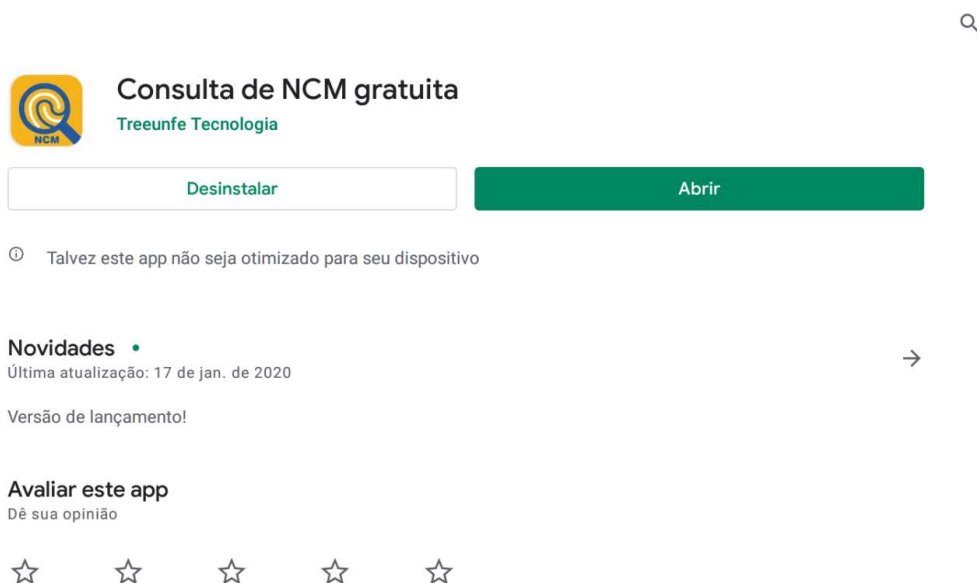 Consulta de NCM gratuita
NCM
Treeunfe Tecnologia
Desinstalar
Abrir
Talvez este app não seja otimizado para seu dispositivo
Novidades
Última atualização: 17 de jan. de 2020
Versão de lançamento!
Avaliar este app
Dê sua opinião